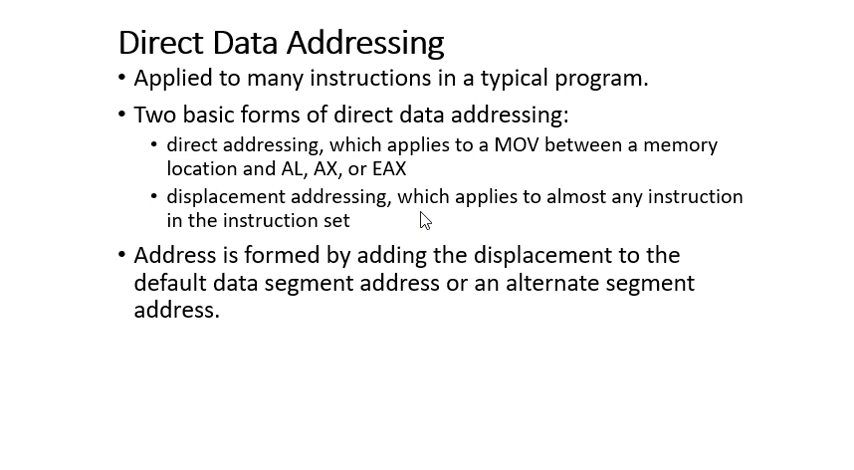 Direct Data Addressing
• Applied to many instructions in a typical program.
• Two basic forms of direct data addressing:
• direct addressing, which applies to a MOV between a memory
location and AL, AX, or EAX
• displacement addressing, which applies to almost any instruction
in the instruction set
• Address is formed by adding the displacement to the
default data segment address or an alternate segment
address.